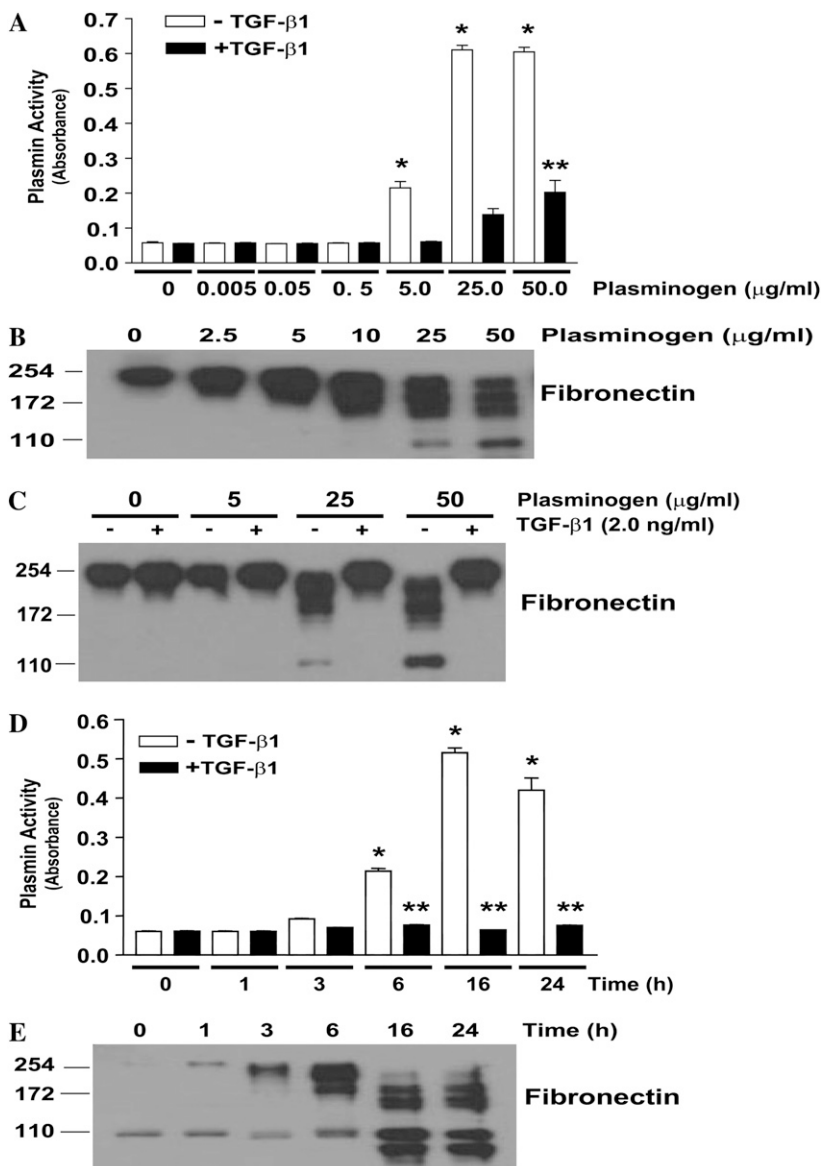 A
0.7
0.6
0.5
0.4
0.3
0.2
0.1
0.0
Plasmin Activity
(Absorbance)
- TGF-β1
+TGF-β1
*
*
*
**
0 0.005 0.05 0. 5 5.0 25.0 50.0 Plasminogen (μg/ml)
B
0 2.5 5 10 25 50 Plasminogen (μg/ml)
254
172
110
Fibronectin
C
0 5 25 50 Plasminogen (μg/ml)
- + - + - + - + TGF-β1 (2.0 ng/ml)
254
172
110
Fibronectin
D
0.6
0.5
0.4
0.3
0.2
0.1
0.0
Plasmin Activity
(Absorbance)
- TGF-β1
+TGF-β1
*
*
*
** ** **
0 1 3 6 16 24 Time (h)
E
0 1 3 6 16 24 Time (h)
254
172
110
Fibronectin